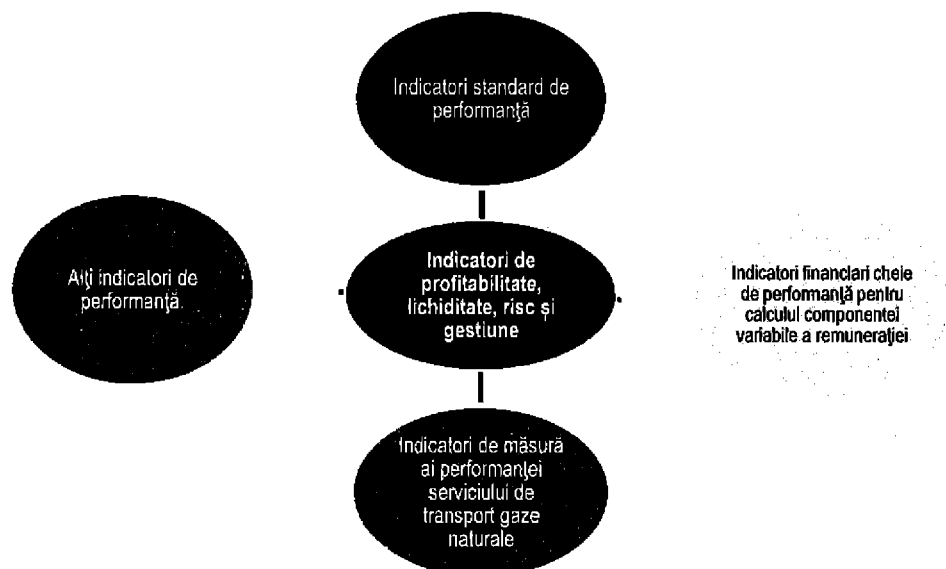 Indicatori standard de
performanță
Alți indicatori de
performanță.
Indicatori de
profitabilitate,
lichiditate, risc și
gestiune
Indicatori financiari cheie
de performanță pentru
calculul componentei
variabile a remunerației
Indicatori de măsură
ai performanței
serviciului de
transport gaze
naturale